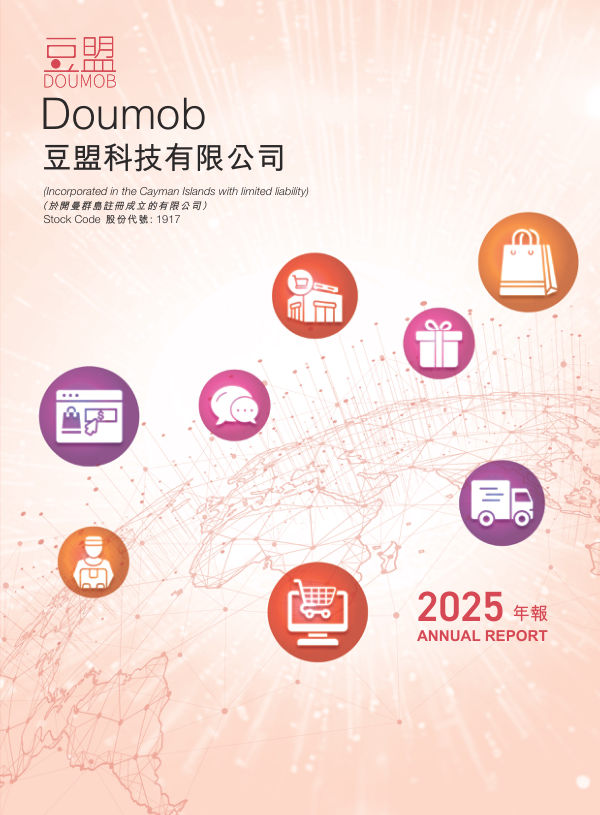 豆盟
DOUMOB
Doumob
豆盟科技有限公司
(Incorporated in the Cayman Islands with limited liability)
(於開曼群島註冊成立的有限公司)
Stock Code 股份代號: 1917
$
2025 年報
ANNUAL REPORT